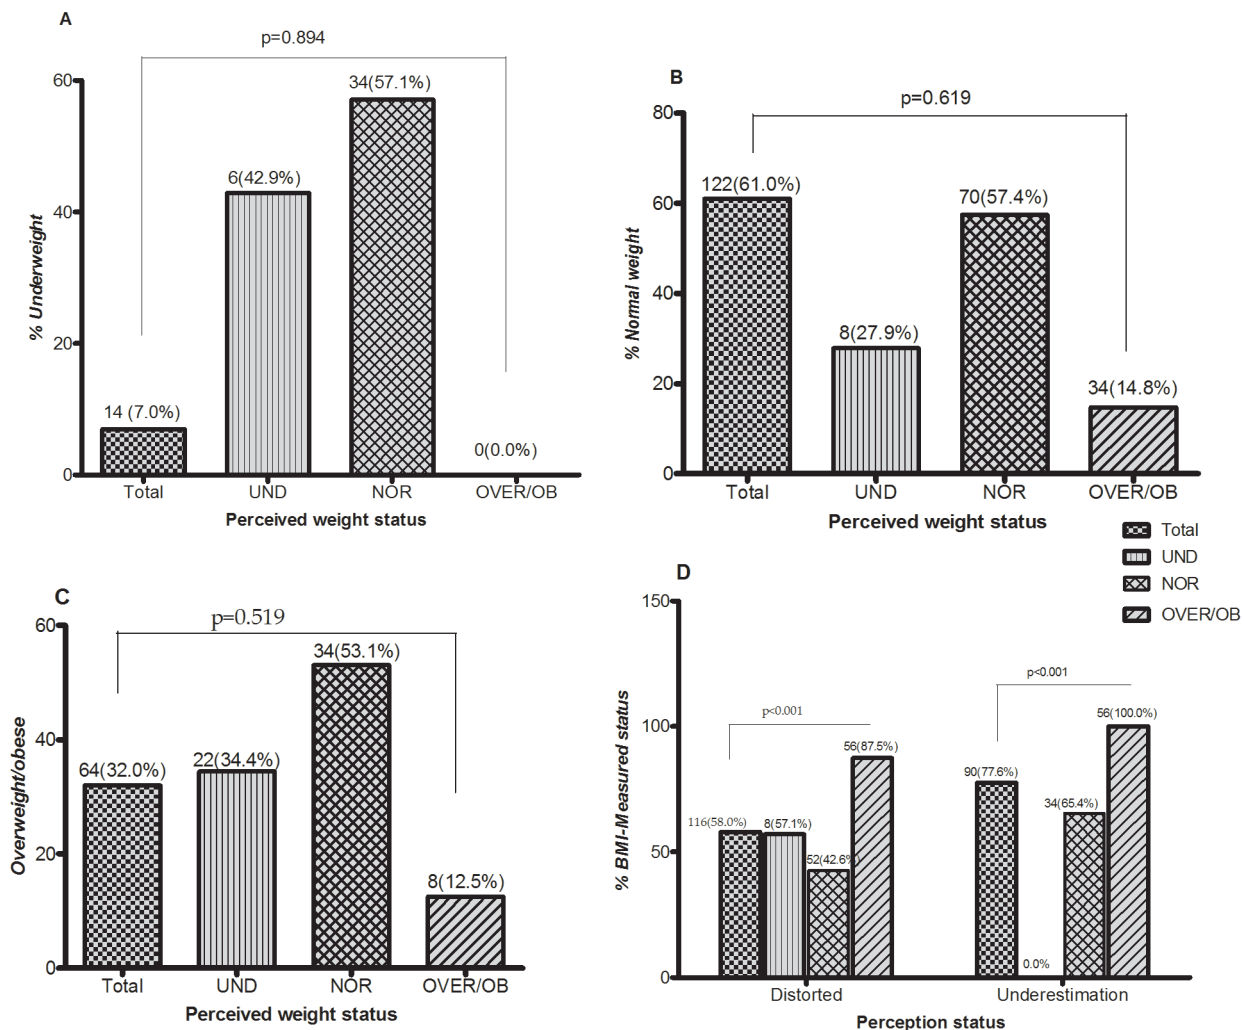 A
p=0.894
% Underweight
60
40
20
0
14 (7.0%)
6(42.9%)
34(57.1%)
0(0.0%)
Total
UND
NOR
OVER/OB
Perceived weight status
B
p=0.619
% Normal weight
80
60
40
20
0
122(61.0%)
8(27.9%)
70(57.4%)
34(14.8%)
Total
UND
NOR
OVER/OB
Perceived weight status
Total
UND
NOR
OVER/OB
C
p=0.519
Overweight/obese
60
40
20
0
64(32.0%)
22(34.4%)
34(53.1%)
8(12.5%)
Total
UND
NOR
OVER/OB
Perceived weight status
D
% BMI-Measured status
150
100
50
0
p<0.001
p<0.001
116(58.0%)
8(57.1%)
52(42.6%)
56(87.5%)
90(77.6%)
0.0%
34(65.4%)
56(100.0%)
Distorted
Underestimation
Perception status